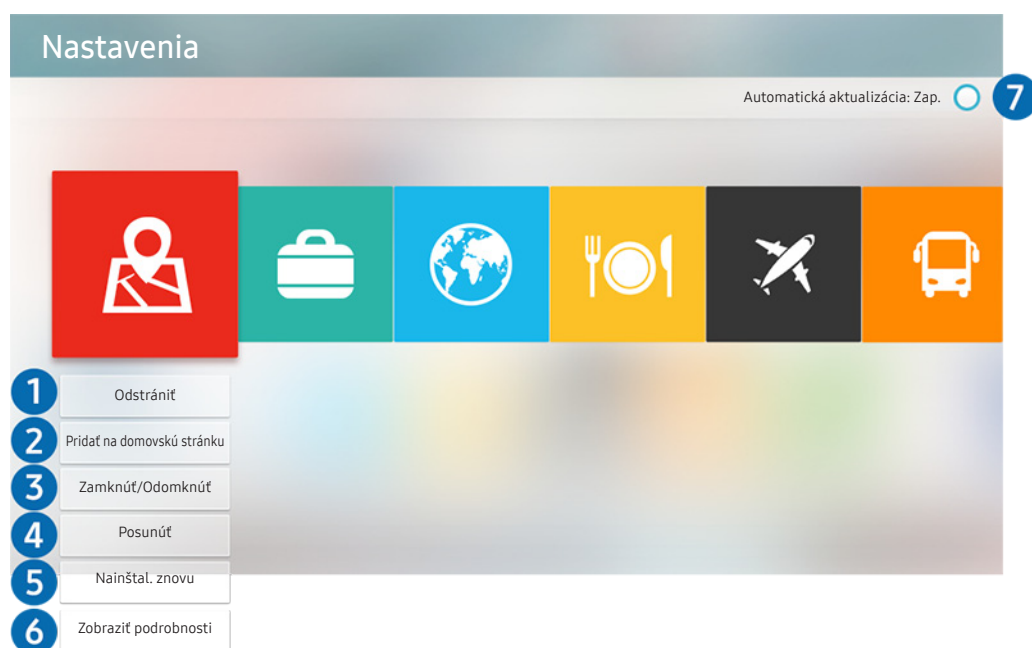 Nastavenia
Automatická aktualizácia: Zap.
7
1
Odstrániť
2
Pridať na domovskú stránku
3
Zamknúť/Odomknúť
4
Posunúť
5
Nainštal. znovu
6
Zobraziť podrobnosti